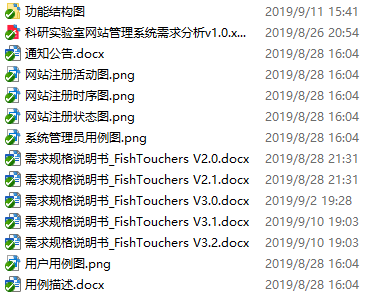 功能结构图 2019/9/11 15:41
科研实验室网站管理系统需求分析v1.0.x... 2019/8/26 20:54
通知公告.docx 2019/8/28 16:04
网站注册活动图.png 2019/8/28 16:04
网站注册时序图.png 2019/8/28 16:04
网站注册状态图.png 2019/8/28 16:04
系统管理员用例图.png 2019/8/28 16:04
需求规格说明书_FishTouchers V2.0.docx 2019/8/28 21:31
需求规格说明书_FishTouchers V2.1.docx 2019/8/28 21:31
需求规格说明书_FishTouchers V3.0.docx 2019/9/2 19:28
需求规格说明书_FishTouchers V3.1.docx 2019/9/10 19:03
需求规格说明书_FishTouchers V3.2.docx 2019/9/10 19:03
用户用例图.png 2019/8/28 16:04
用例描述.docx 2019/8/28 16:04